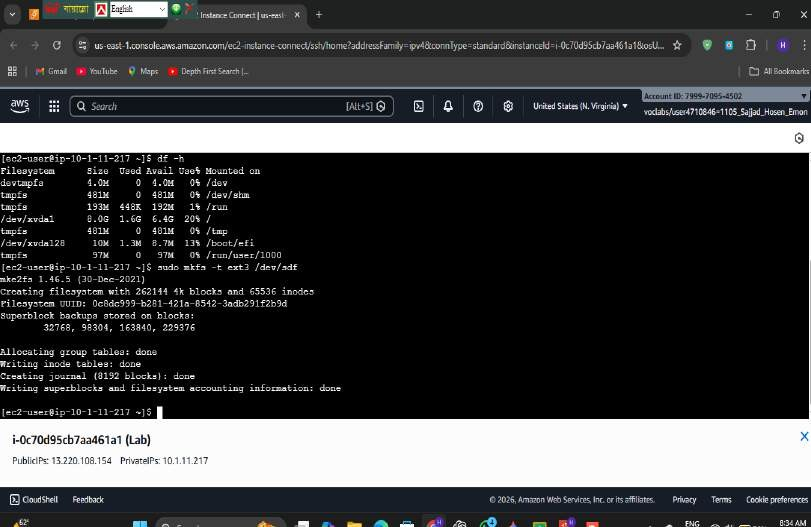 বায়ান্নো English
Instance Connect | us-east-
us-east-1.console.aws.amazon.com/ec2-instance-connect/ssh/home?addressFamily=ipv4&connType=standard&instanceId=i-0c70d95cb7aa461a1&osU...
H
Gmail YouTube Maps Depth First Search |... All Bookmarks
aws Search [Alt+S] United States (N. Virginia)
Account ID: 7999-7095-4502
voclabs/user4710846=1105_Sajjad_Hosen_Emon
[ec2-user@ip-10-1-11-217 ~]$ df -h
Filesystem Size Used Avail Use% Mounted on
devtmpfs 4.0M 0 4.0M 0% /dev
tmpfs 481M 0 481M 0% /dev/shm
tmpfs 193M 448K 192M 1% /run
/dev/xvda1 8.0G 1.6G 6.4G 20% /
tmpfs 481M 0 481M 0% /tmp
/dev/xvda128 10M 1.3M 8.7M 13% /boot/efi
tmpfs 97M 0 97M 0% /run/user/1000
[ec2-user@ip-10-1-11-217 ~]$ sudo mkfs -t ext3 /dev/sdf
mke2fs 1.46.5 (30-Dec-2021)
Creating filesystem with 262144 4k blocks and 65536 inodes
Filesystem UUID: 0c8dc999-b281-421a-8542-3adb291f2b9d
Superblock backups stored on blocks:
32768, 98304, 163840, 229376
Allocating group tables: done
Writing inode tables: done
Creating journal (8192 blocks): done
Writing superblocks and filesystem accounting information: done
[ec2-user@ip-10-1-11-217 ~]$
i-0c70d95cb7aa461a1 (Lab)
PublicIPs: 13.220.108.154 PrivateIPs: 10.1.11.217
CloudShell Feedback © 2026, Amazon Web Services, Inc. or its affiliates. Privacy Terms Cookie preferences
62°
ENG
8:34 AM